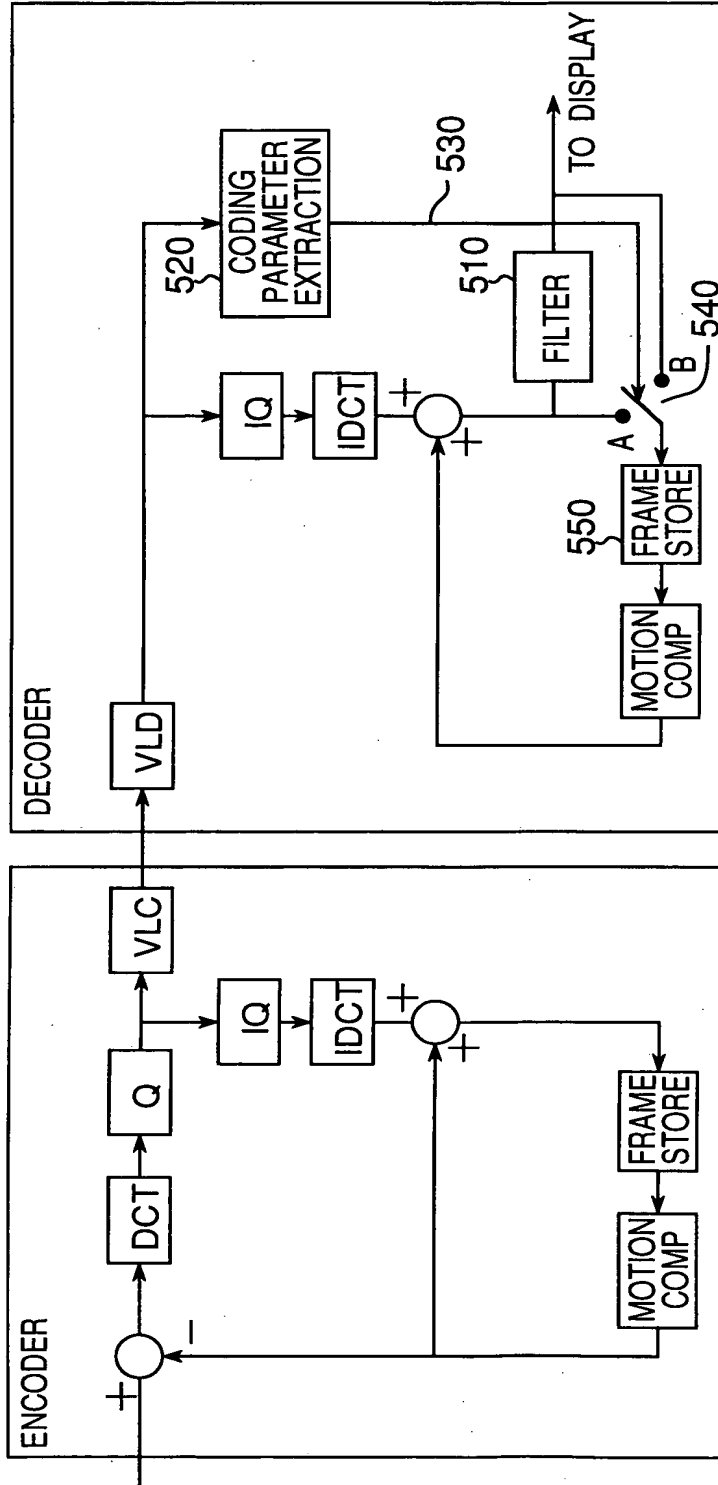 ENCODER
+
−
DCT
Q
VLC
IQ
IDCT
+
+
FRAME
STORE
MOTION
COMP
DECODER
VLD
IQ
IDCT
+
+
520
CODING
PARAMETER
EXTRACTION
530
510
FILTER
TO DISPLAY
A
B
540
550
FRAME
STORE
MOTION
COMP